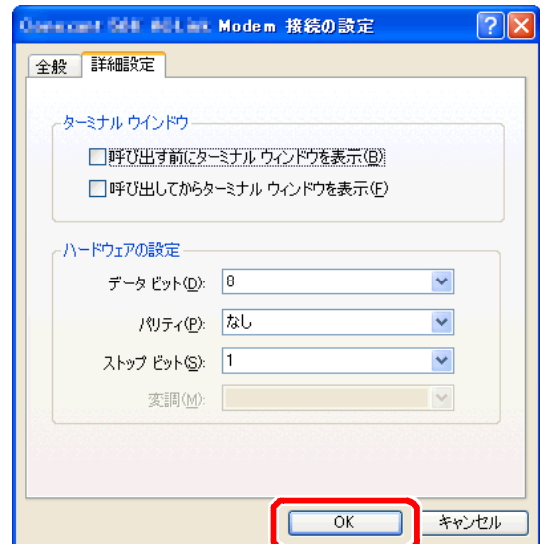 Modem 接続の設定
全般 詳細設定
ターミナル ウインドウ
呼び出す前にターミナル ウィンドウを表示(B)
呼び出してからターミナル ウィンドウを表示(F)
ハードウェアの設定
データ ビット(D): 8
パリティ(P): なし
ストップ ビット(S): 1
変調(M):
OK キャンセル